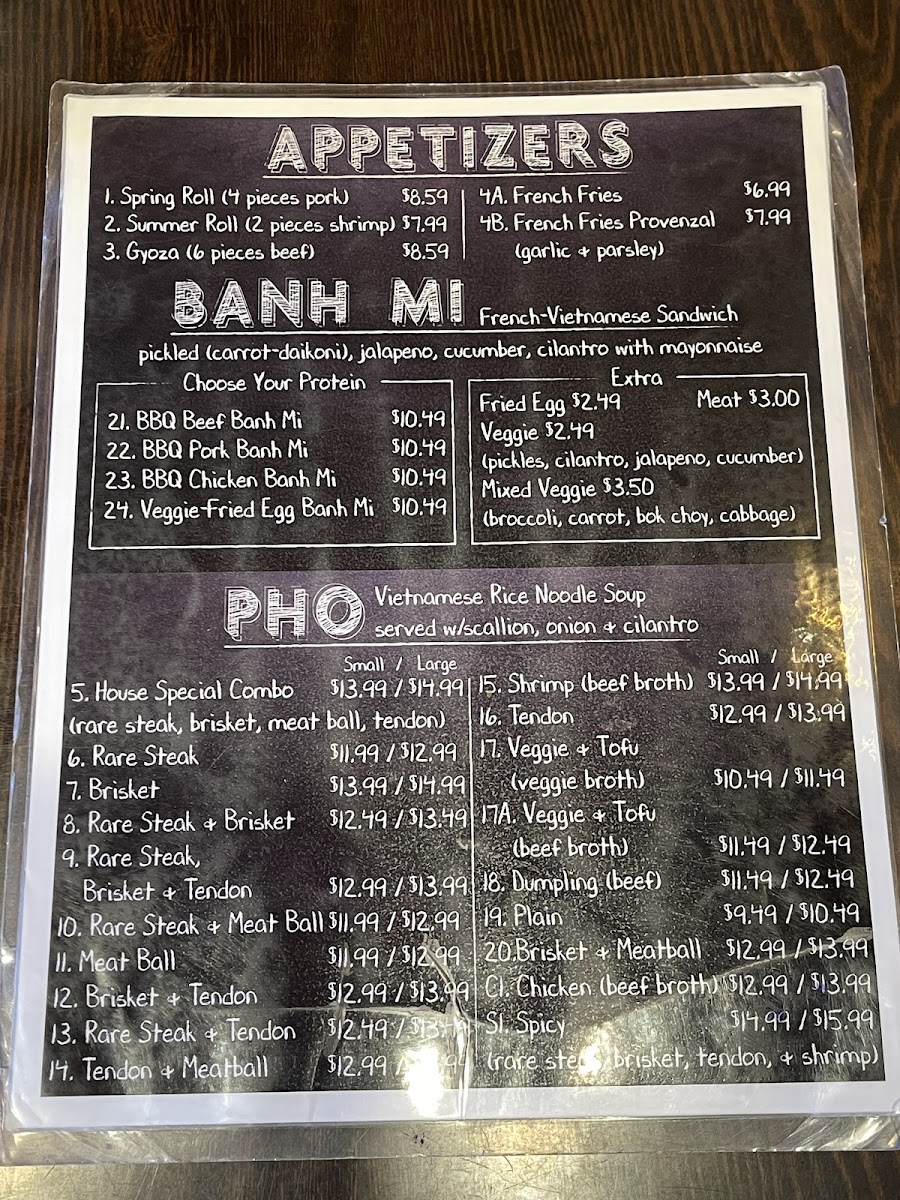 APPETIZERS
1. Spring Roll (4 pieces pork) $8.59
2. Summer Roll (2 pieces shrimp) $7.99
3. Gyoza (6 pieces beef) $8.59
4A. French Fries $6.99
4B. French Fries Provenzal $7.99
(garlic + parsley)
BANH MI French-Vietnamese Sandwich
pickled (carrot-daikoni), jalapeno, cucumber, cilantro with mayonnaise
Choose Your Protein
21. BBQ Beef Banh Mi $10.49
22. BBQ Pork Banh Mi $10.49
23. BBQ Chicken Banh Mi $10.49
24. Veggie-Fried Egg Banh Mi $10.49
Extra
Fried Egg $2.49 Meat $3.00
Veggie $2.49
(pickles, cilantro, jalapeno, cucumber)
Mixed Veggie $3.50
(broccoli, carrot, bok choy, cabbage)
PHO Vietnamese Rice Noodle Soup
served w/scallion, onion + cilantro
Small / Large
5. House Special Combo $13.99 / $14.99
(rare steak, brisket, meat ball, tendon)
6. Rare Steak $11.99 / $12.99
7. Brisket $13.99 / $14.99
8. Rare Steak + Brisket $12.49 / $13.49
9. Rare Steak,
Brisket + Tendon $12.99 / $13.99
10. Rare Steak + Meat Ball $11.99 / $12.99
11. Meat Ball $11.99 / $12.99
12. Brisket + Tendon $12.99 / $13.99
13. Rare Steak + Tendon $12.49 /
14. Tendon + Meatball $12.99 /
Small / Large
15. Shrimp (beef broth) $13.99 / $14.99
16. Tendon $12.99 / $13.99
17. Veggie + Tofu
(veggie broth) $10.49 / $11.49
17A. Veggie + Tofu
(beef broth) $11.49 / $12.49
18. Dumpling (beef) $11.49 / $12.49
19. Plain $9.49 / $10.49
20.Brisket + Meatball $12.99 / $13.99
C1. Chicken (beef broth) $12.99 / $13.99
S1. Spicy $14.99 / $15.99
(rare steak, brisket, tendon, + shrimp)